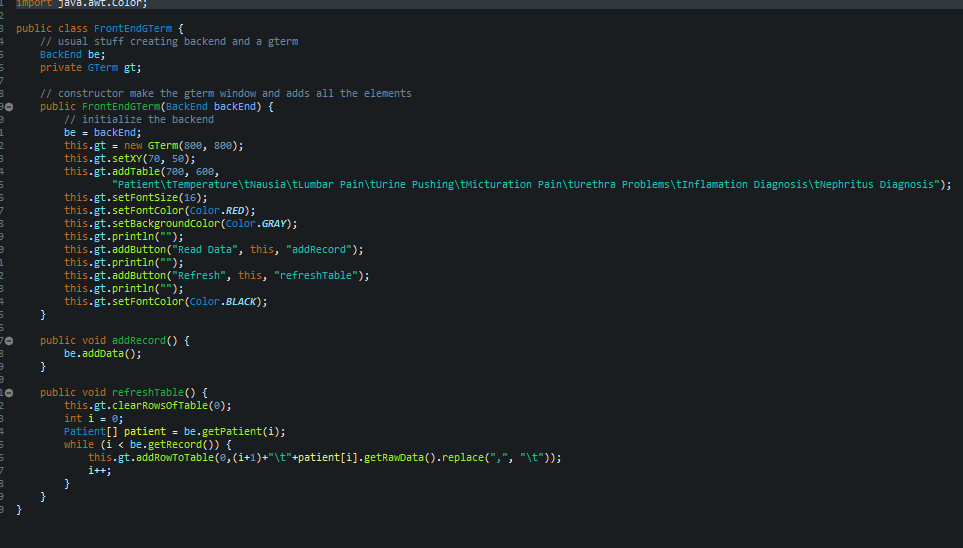 import java.awt.Color;
public class FrontEndGTerm {
// usual stuff creating backend and a gterm
BackEnd be;
private GTerm gt;
// constructor make the gterm window and adds all the elements
public FrontEndGTerm(BackEnd backEnd) {
// initialize the backend
be = backEnd;
this.gt = new GTerm(800, 800);
this.gt.setXY(70, 50);
this.gt.addTable(700, 600,
"Patient\tTemperature\tNausia\tLumbar Pain\tUrine Pushing\tMicturation Pain\tUrethra Problems\tInflamation Diagnosis\tNephritus Diagnosis");
this.gt.setFontSize(16);
this.gt.setFontColor(Color.RED);
this.gt.setBackgroundColor(Color.GRAY);
this.gt.println("");
this.gt.addButton("Read Data", this, "addRecord");
this.gt.println("");
this.gt.addButton("Refresh", this, "refreshTable");
this.gt.println("");
this.gt.setFontColor(Color.BLACK);
}
public void addRecord() {
be.addData();
}
public void refreshTable() {
this.gt.clearRowsOfTable(0);
int i = 0;
Patient[] patient = be.getPatient(i);
while (i < be.getRecord()) {
this.gt.addRowToTable(0,(i+1)+"\t"+patient[i].getRawData().replace(",", "\t"));
i++;
}
}
}